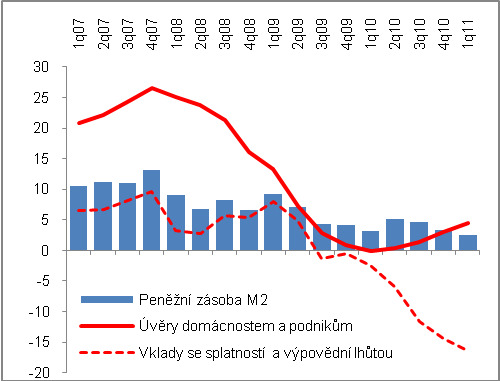 1q07 2q07 3q07 4q07 1q08 2q08 3q08 4q08 1q09 2q09 3q09 4q09 1q10 2q10 3q10 4q10 1q11
30
25
20
15
10
5
0
-5
-10
-15
-20
Peněžní zásoba M2
Úvěry domácnostem a podnikům
Vklady se splatností a výpovědní lhůtou